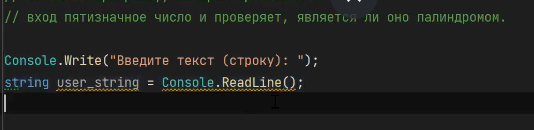 // вход пятизначное число и проверяет, является ли оно палиндромом.
Console.Write("Введите текст (строку): ");
string user_string = Console.ReadLine();